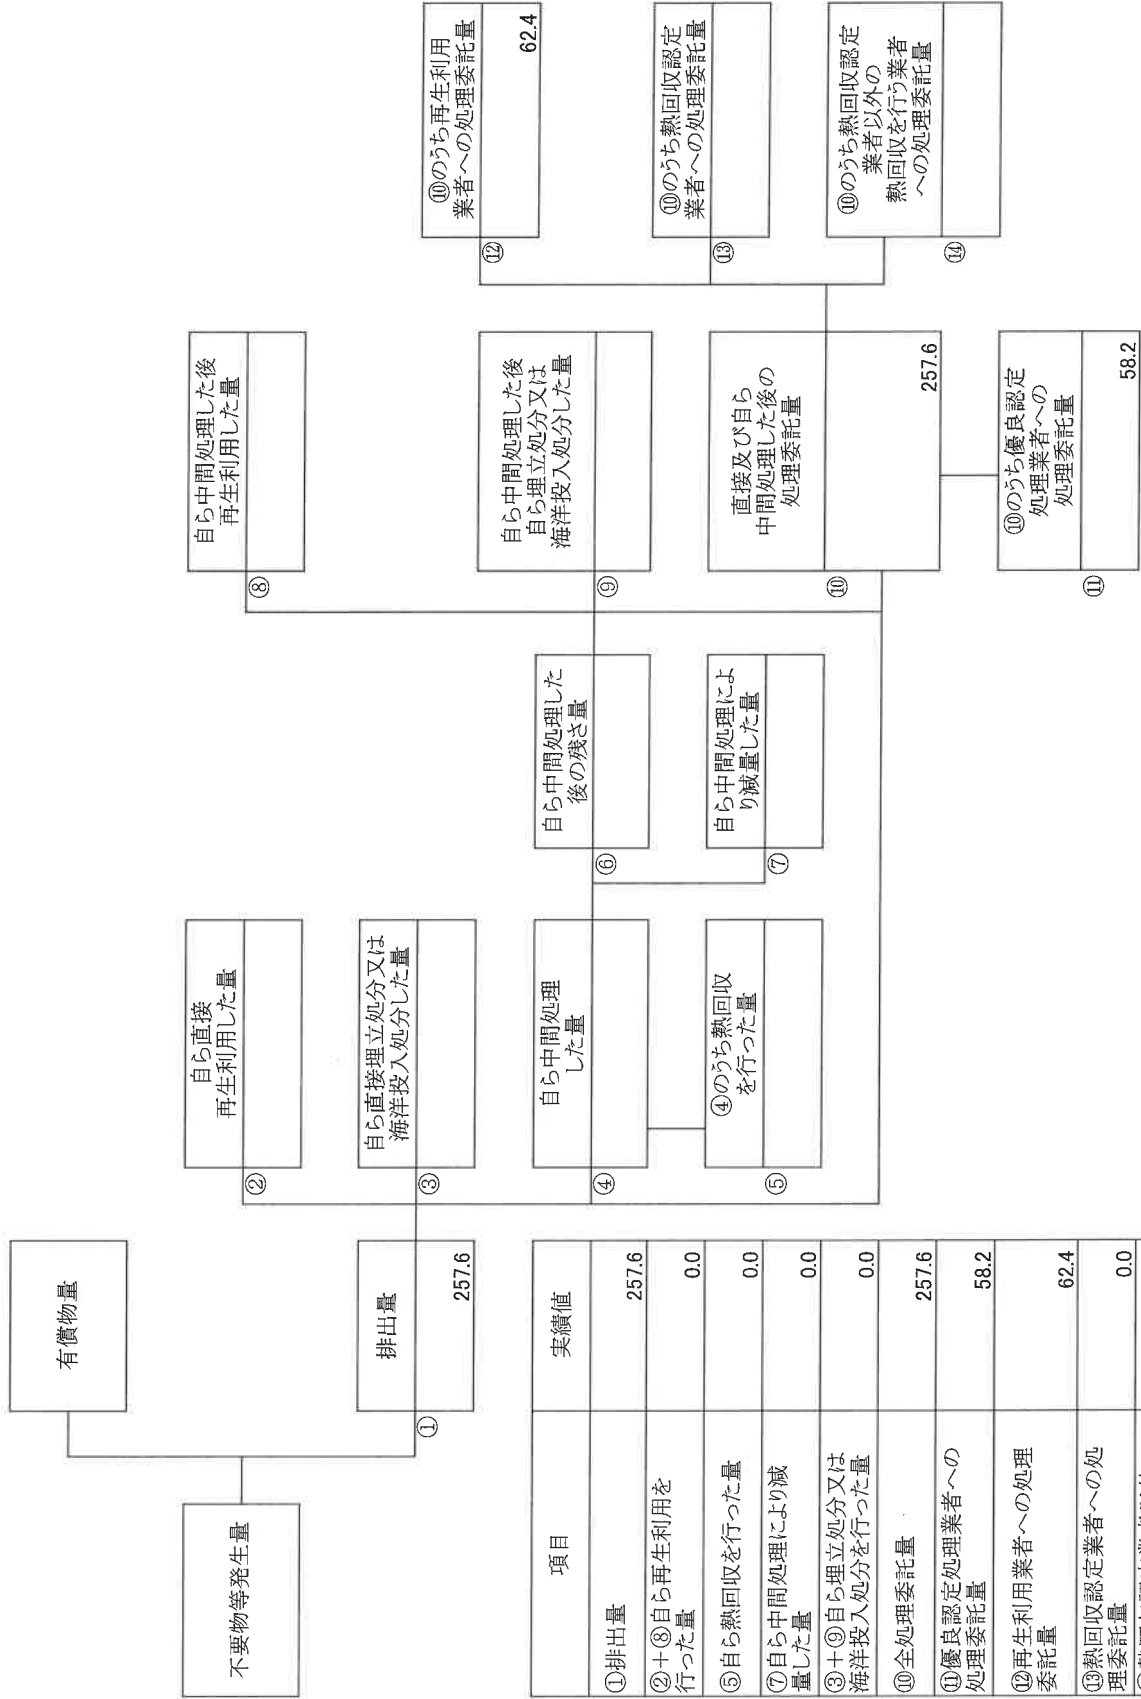 不要物等発生量
有償物量
排出量
①
257.6
自ら直接
再生利用した量
②
自ら直接埋立処分又は
海洋投入処分した量
③
自ら中間処理
した量
④
④のうち熱回収
を行った量
⑤
自ら中間処理した
後の残さ量
⑥
自ら中間処理によ
り減量した量
⑦
自ら中間処理した後
再生利用した量
⑧
自ら中間処理した後
自ら埋立処分又は
海洋投入処分した量
⑨
直接及び自ら
中間処理した後の
処理委託量
⑩
257.6
⑩のうち優良認定
処理業者への
処理委託量
⑪
58.2
⑩のうち再生利用
業者への処理委託量
⑫
62.4
⑩のうち熱回収認定
業者への処理委託量
⑬
⑩のうち熱回収認定
業者以外の
熱回収を行う業者
への処理委託量
⑭
項目
実績値
①排出量
257.6
②+⑧自ら再生利用を
行った量
0.0
⑤自ら熱回収を行った量
0.0
⑦自ら中間処理により減
量した量
0.0
③+⑨自ら埋立処分又は
海洋投入処分を行った量
0.0
⑩全処理委託量
257.6
⑪優良認定処理業者への
処理委託量
58.2
⑫再生利用業者への処理
委託量
62.4
⑬熱回収認定業者への処
理委託量
0.0